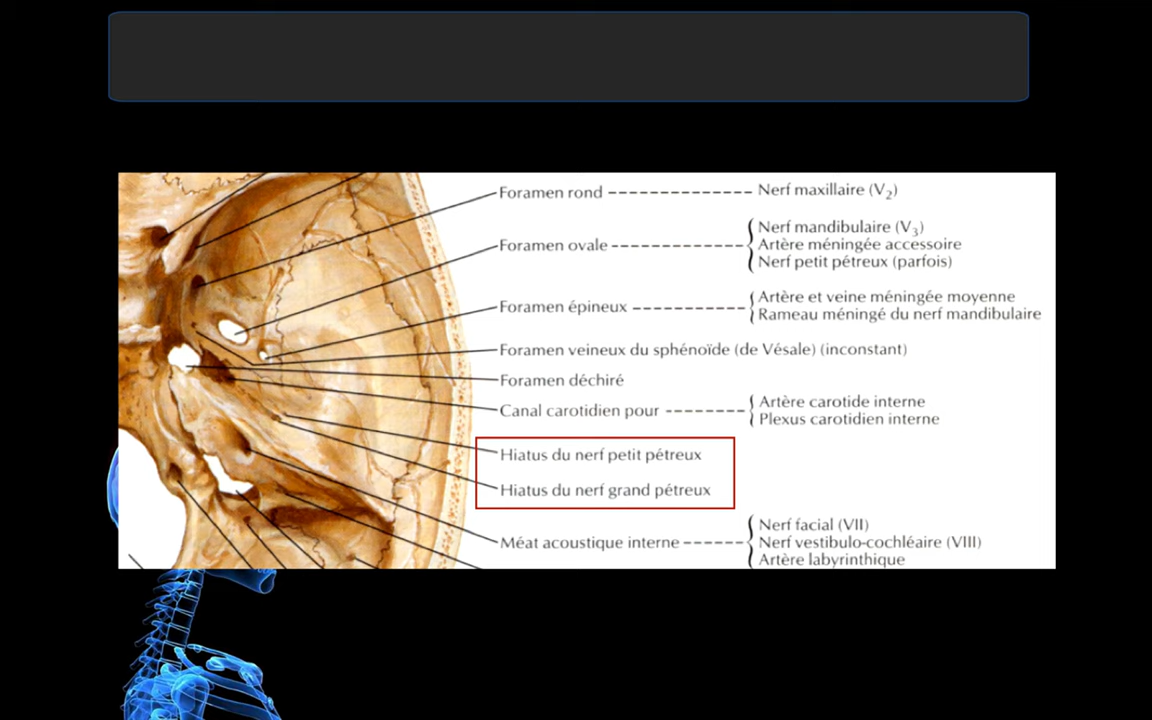 Foramen rond
Nerf maxillaire (V2)
Foramen ovale
Nerf mandibulaire (V3)
Artère méningée accessoire
Nerf petit pétreux (parfois)
Foramen épineux
Artère et veine méningée moyenne
Rameau méningé du nerf mandibulaire
Foramen veineux du sphénoïde (de Vésale) (inconstant)
Foramen déchiré
Canal carotidien pour
Artère carotide interne
Plexus carotidien interne
Hiatus du nerf petit pétreux
Hiatus du nerf grand pétreux
Méat acoustique interne
Nerf facial (VII)
Nerf vestibulo-cochléaire (VIII)
Artère labyrinthique